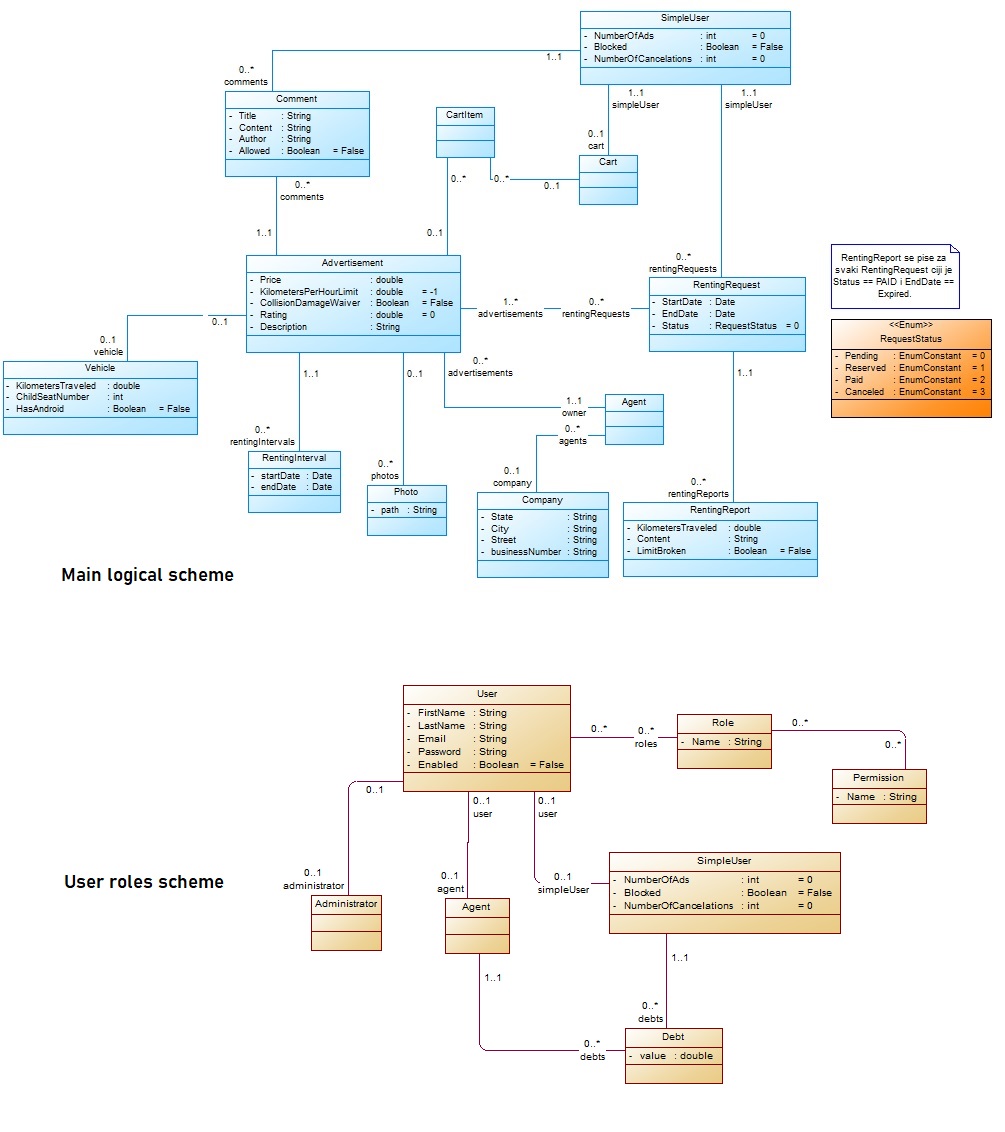 SimpleUser
- NumberOfAds : int = 0
- Blocked : Boolean = False
- NumberOfCancelations : int = 0
1..1
0..*
comments
1..1
simpleUser
1..1
simpleUser
Comment
- Title : String
- Content : String
- Author : String
- Allowed : Boolean = False
CartItem
0..1
cart
Cart
0..*
0..*
0..1
0..*
comments
1..1
0..1
Advertisement
- Price : double
- KilometersPerHourLimit : double = -1
- CollisionDamageWaiver : Boolean = False
- Rating : double = 0
- Description : String
0..*
rentingRequests
RentingRequest
- StartDate : Date
- EndDate : Date
- Status : RequestStatus = 0
1..*
advertisements
0..*
rentingRequests
RentingReport se pise za
svaki RentingRequest ciji je
Status == PAID i EndDate ==
Expired.
<<Enum>>
RequestStatus
- Pending : EnumConstant = 0
- Reserved : EnumConstant = 1
- Paid : EnumConstant = 2
- Canceled : EnumConstant = 3
0..1
0..1
vehicle
Vehicle
- KilometersTraveled : double
- ChildSeatNumber : int
- HasAndroid : Boolean = False
1..1
0..1
0..*
advertisements
1..1
1..1
owner
Agent
0..*
agents
0..*
rentingIntervals
RentingInterval
- startDate : Date
- endDate : Date
0..*
photos
Photo
- path : String
0..1
company
Company
- State : String
- City : String
- Street : String
- businessNumber : String
0..*
rentingReports
RentingReport
- KilometersTraveled : double
- Content : String
- LimitBroken : Boolean = False
Main logical scheme
User
- FirstName : String
- LastName : String
- Email : String
- Password : String
- Enabled : Boolean = False
0..*
0..*
roles
Role
- Name : String
0..*
0..*
Permission
- Name : String
0..1
0..1
user
0..1
user
User roles scheme
0..1
administrator
Administrator
0..1
agent
Agent
0..1
simpleUser
SimpleUser
- NumberOfAds : int = 0
- Blocked : Boolean = False
- NumberOfCancelations : int = 0
1..1
1..1
0..*
debts
0..*
debts
Debt
- value : double